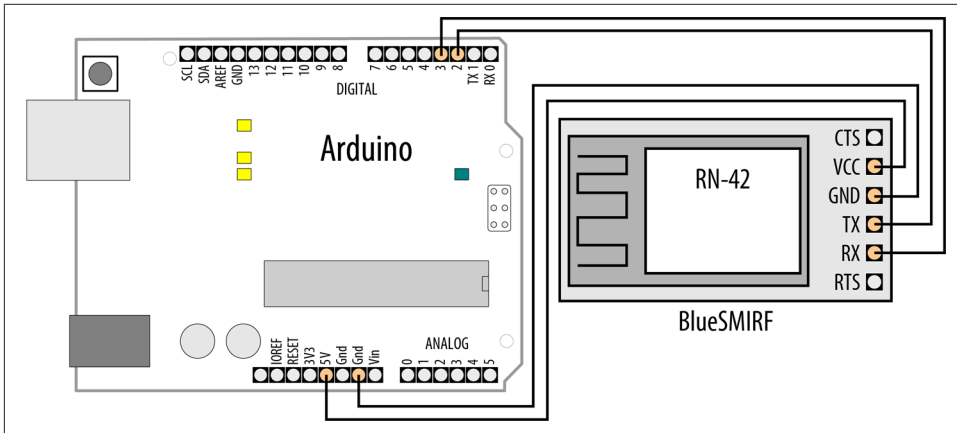 SCL SDA AREF GND 13 12 11 10 9 8 7 6 5 4 3 2 TX 1 RX 0
DIGITAL
Arduino
CTS
VCC
RN-42
GND
TX
RX
RTS
BlueSMIRF
IOREF RESET 3V3 5V Gnd Gnd Vin
ANALOG
0 1 2 3 4 5